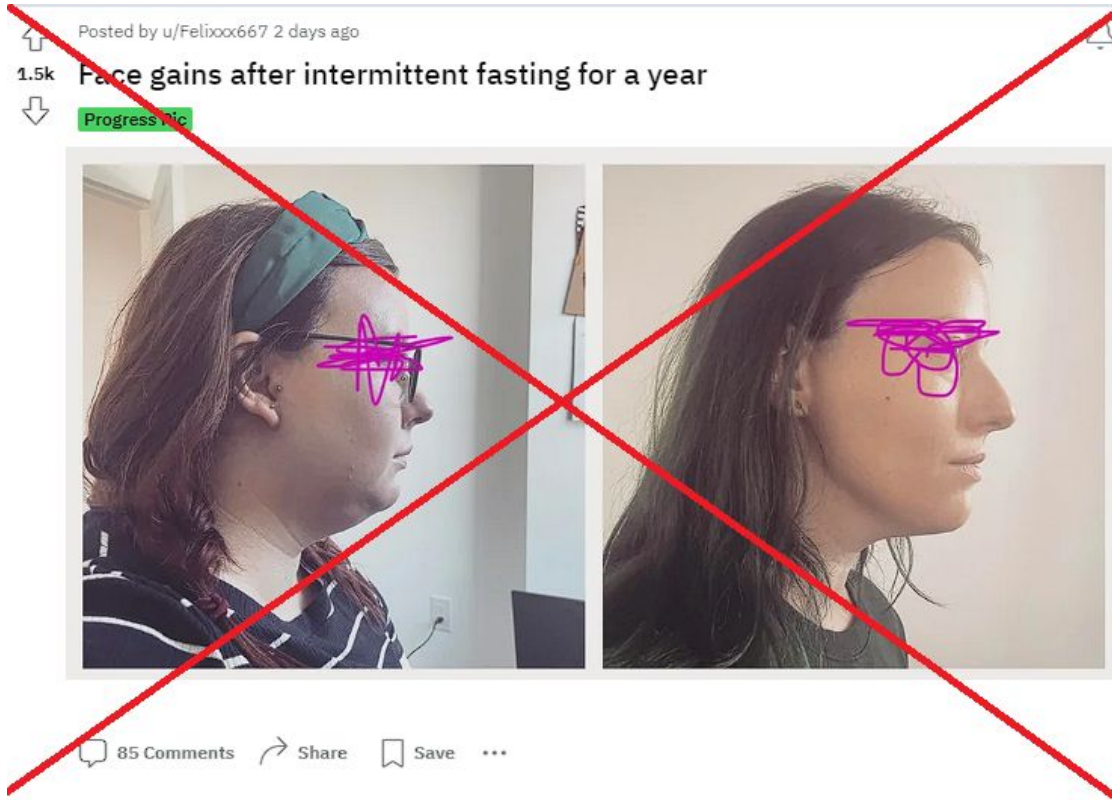 Posted by u/Felixxx667 2 days ago
1.5k
Face gains after intermittent fasting for a year
Progress Pic
85 Comments Share Save